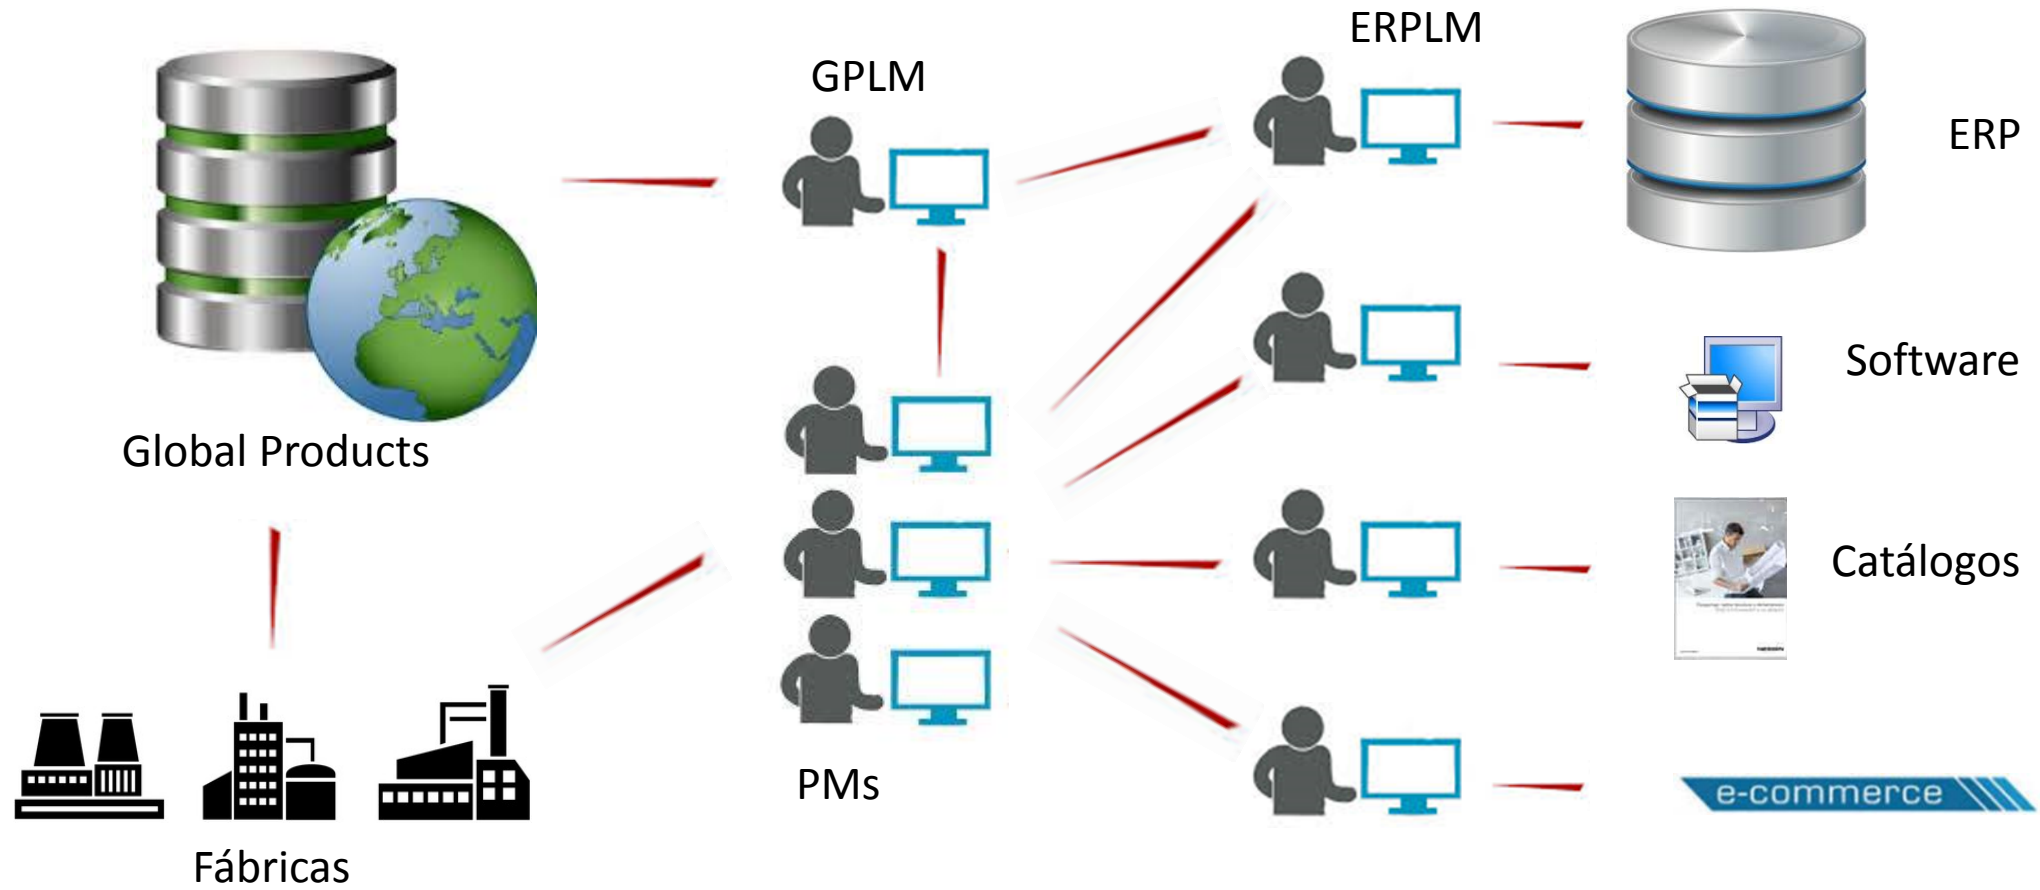 ERPLM
GPLM
ERP
Software
Global Products
Catálogos
PMs
e-commerce
Fábricas